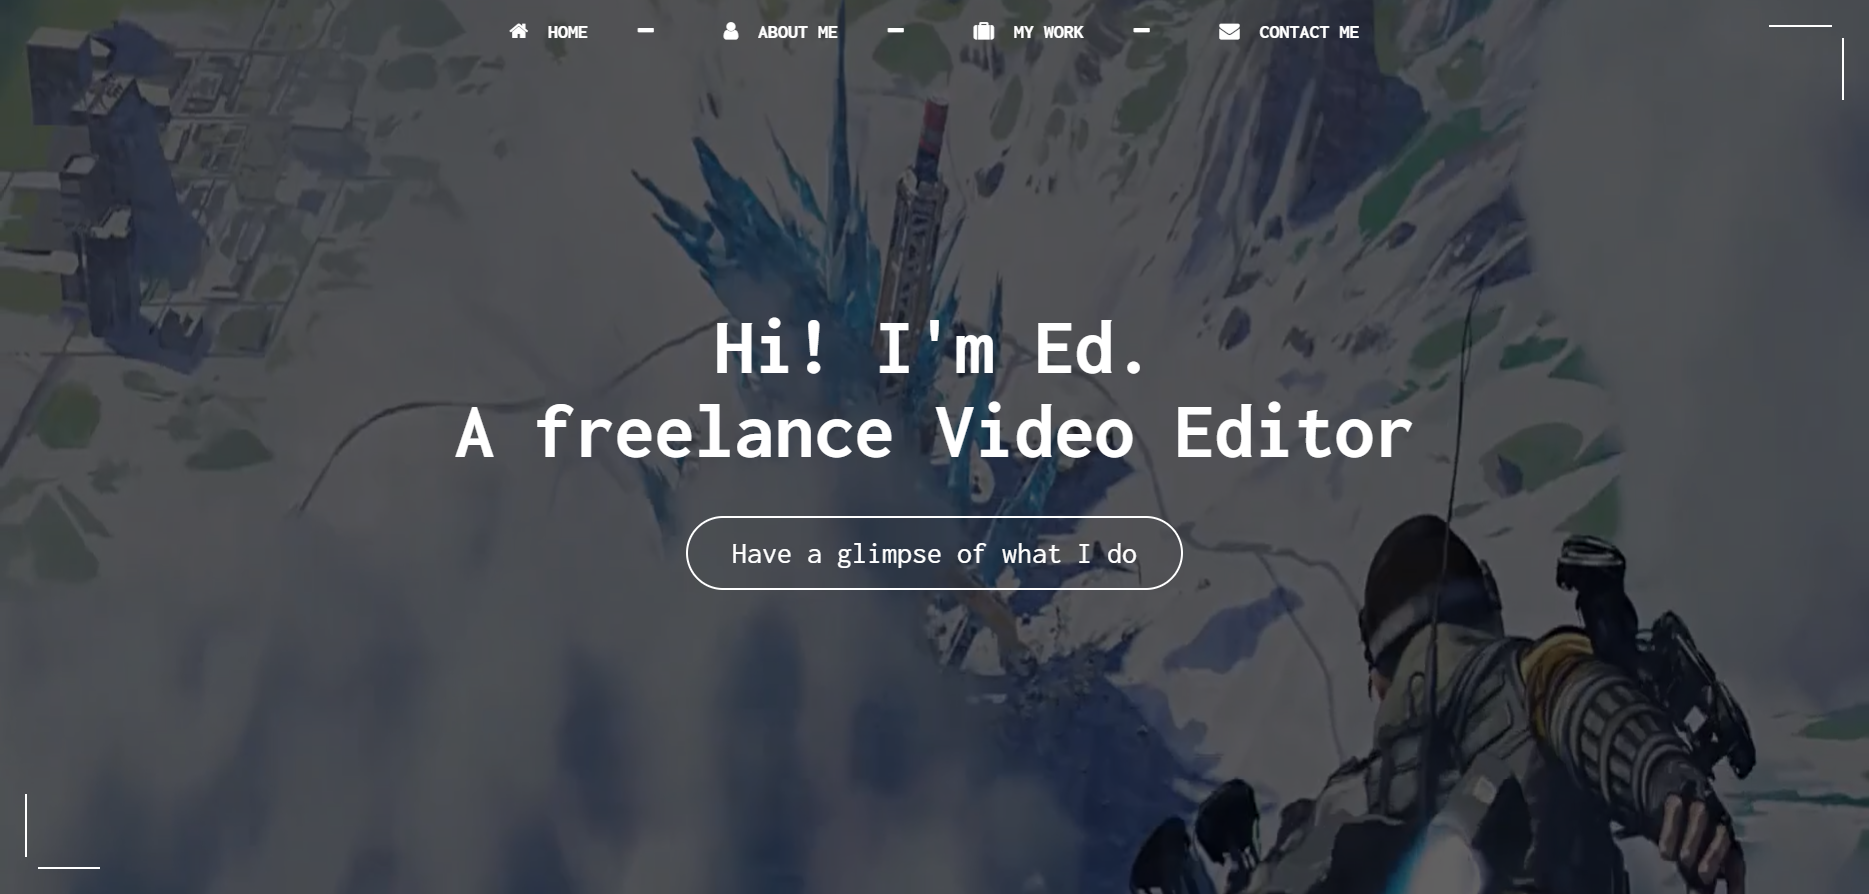 HOME ABOUT ME MY WORK CONTACT ME
Hi! I'm Ed.
A freelance Video Editor
Have a glimpse of what I do